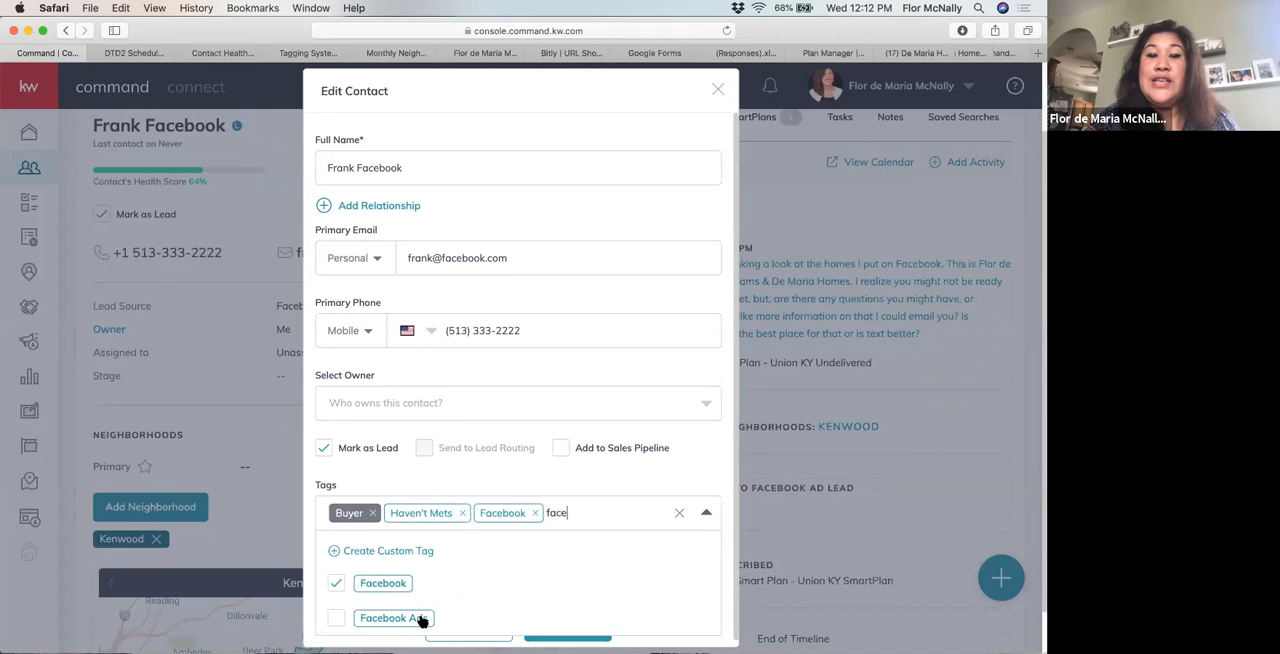 Safari File Edit View History Bookmarks Window Help 68% Wed 12:12 PM Flor McNally
console.command.kw.com
Command | Co... DTD2 Schedul... Contact Health... Tagging Syste... Monthly Neigh... Flor de Maria M... Bitly | URL Sho... Google Forms (Responses).xl... Plan Manager |... (17) De Maria H...
kw command connect Flor de Maria McNally
Flor de Maria McNall...
Frank Facebook
Last contact on Never
Contact's Health Score 64%
Mark as Lead
+1 513-333-2222
Lead Source
Owner Me
Assigned to
Stage --
NEIGHBORHOODS
Primary --
Add Neighborhood
Kenwood
Reading
Dillonvale
Edit Contact
Full Name*
Frank Facebook
Add Relationship
Primary Email
Personal frank@facebook.com
Primary Phone
Mobile (513) 333-2222
Select Owner
Who owns this contact?
Mark as Lead Send to Lead Routing Add to Sales Pipeline
Tags
Buyer Haven't Mets Facebook face
Create Custom Tag
Facebook
Facebook
Tasks Notes Saved Searches
View Calendar Add Activity
PM
king a look at the homes I put on Facebook. This is Flor de
ams & De Maria Homes. I realize you might not be ready
et, but, are there any questions you might have, or
like more information on that I could email you? Is
the best place for that or is text better?
Plan - Union KY Undelivered
GHBORHOODS: KENWOOD
O FACEBOOK AD LEAD
CRIBED
Smart Plan - Union KY SmartPlan
End of Timeline